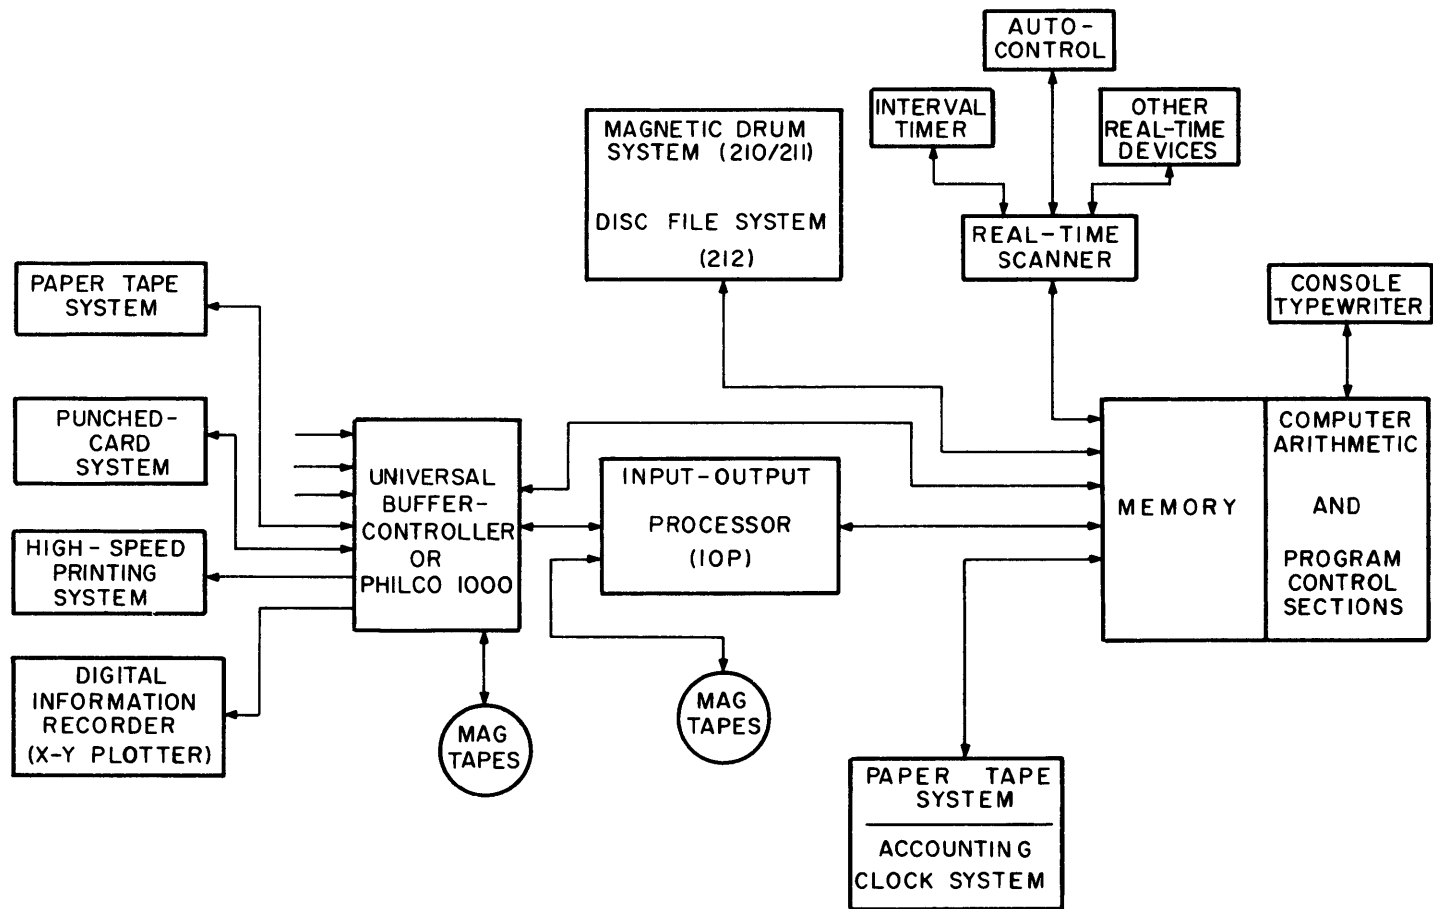 AUTO-
CONTROL
INTERVAL
TIMER
OTHER
REAL-TIME
DEVICES
MAGNETIC DRUM
SYSTEM (210/211)
DISC FILE SYSTEM
(212)
REAL-TIME
SCANNER
PAPER TAPE
SYSTEM
CONSOLE
TYPEWRITER
PUNCHED-
CARD
SYSTEM
UNIVERSAL
BUFFER-
CONTROLLER
OR
PHILCO 1000
INPUT-OUTPUT
PROCESSOR
(IOP)
MEMORY
COMPUTER
ARITHMETIC
AND
PROGRAM
CONTROL
SECTIONS
HIGH-SPEED
PRINTING
SYSTEM
DIGITAL
INFORMATION
RECORDER
(X-Y PLOTTER)
MAG
TAPES
MAG
TAPES
PAPER TAPE
SYSTEM
ACCOUNTING
CLOCK SYSTEM